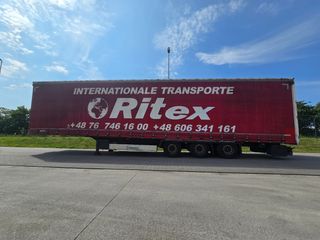 INTERNATIONALE TRANSPORTE
Ritex
+48 76 746 16 00 +48 606 341 161